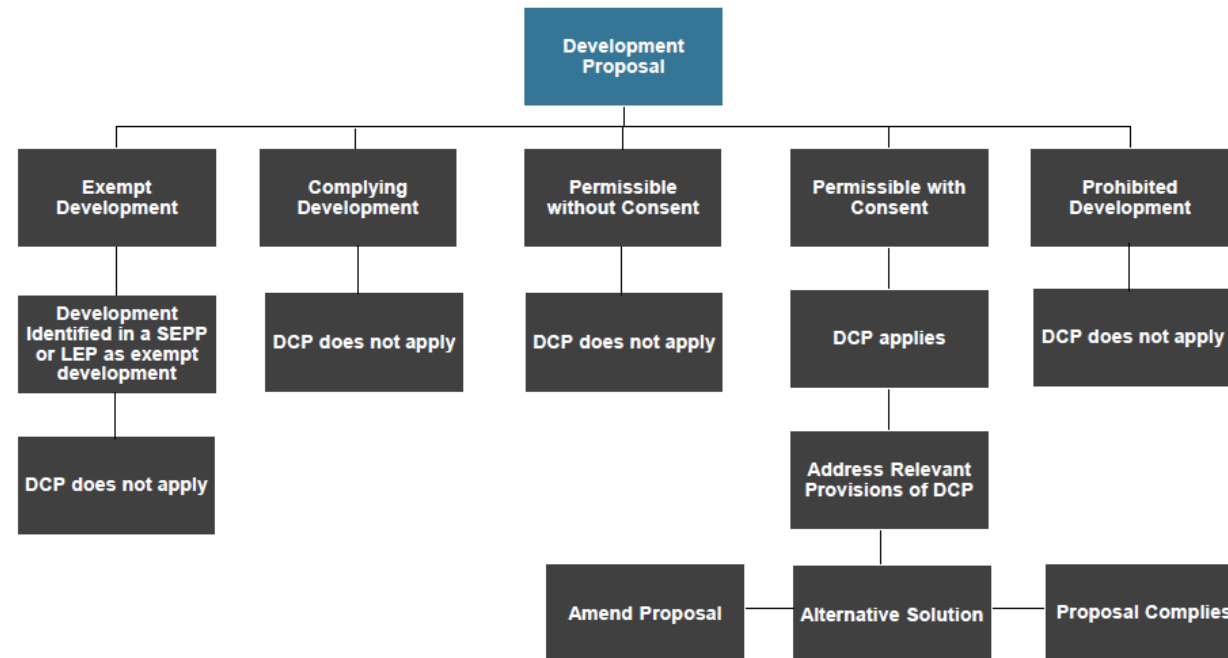 Development
Proposal
Exempt
Development
Complying
Development
Permissible
without Consent
Permissible with
Consent
Prohibited
Development
Development
Identified in a SEPP
or LEP as exempt
development
DCP does not apply
DCP does not apply
DCP applies
DCP does not apply
DCP does not apply
Address Relevant
Provisions of DCP
Amend Proposal
Alternative Solution
Proposal Complies